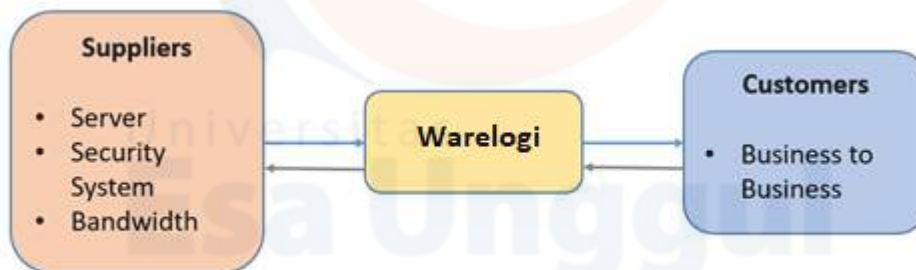 Suppliers
• Server
• Security
System
• Bandwidth
Warelogi
Customers
• Business to
Business
Universitas
Esa Unggul